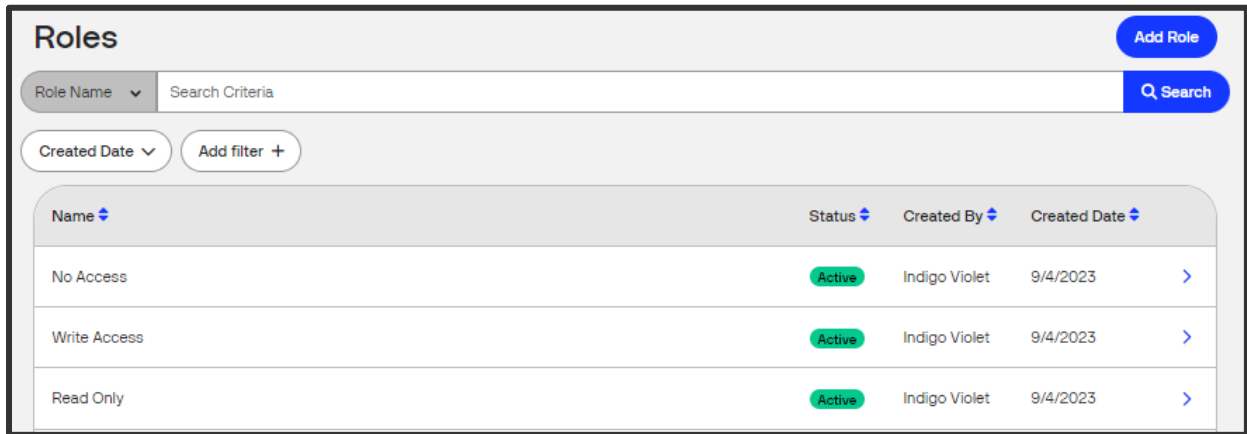 Roles
Add Role
Role Name Search Criteria Search
Created Date Add filter +
Name Status Created By Created Date
No Access Active Indigo Violet 9/4/2023
Write Access Active Indigo Violet 9/4/2023
Read Only Active Indigo Violet 9/4/2023